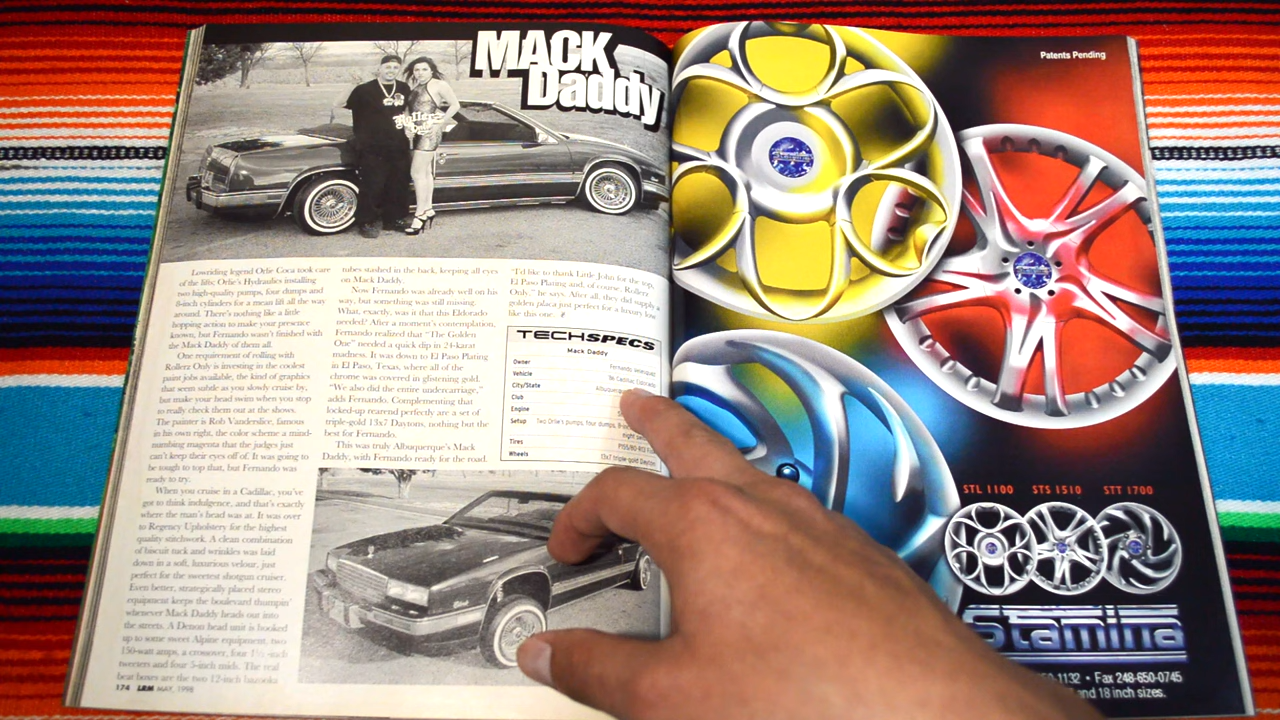 MACK
Daddy
Rollerz
Only
Lowriding legend Orlie Coca took care
of the lifts; Orlie's Hydraulics installing
two high-quality pumps, four dumps and
8-inch cylinders for a mean lift all the way
around. There's nothing like a little
hopping action to make your presence
known, but Fernando wasn't finished with
the Mack Daddy of them all.
One requirement of rolling with
Rollerz Only is investing in the coolest
paint jobs available, the kind of graphics
that seem subtle as you slowly cruise by,
but make your head swim when you stop
to really check them out at the shows.
The painter is Rob Vanderslice, famous
in his own right, the color scheme a mind-
numbing magenta that the judges just
can't keep their eyes off of. It was going to
be tough to top that, but Fernando was
ready to try.
When you cruise in a Cadillac, you've
got to think indulgence, and that's exactly
where the man's head was at. It was over
to Regency Upholstery for the highest
quality stitchwork. A clean combination
of biscuit tuck and wrinkles was laid
down in a soft, luxurious velour, just
perfect for the sweetest shotgun cruiser.
Even better, strategically placed stereo
equipment keeps the boulevard thumpin'
whenever Mack Daddy heads out into
the streets. A Denon head unit is hooked
up to some sweet Alpine equipment, two
150-watt amps, a crossover, four 1½-inch
tweeters and four 5-inch mids. The real
beat boxes are the two 12-inch bazooka
tubes stashed in the back, keeping all eyes
on Mack Daddy.
Now Fernando was already well on his
way, but something was still missing.
What, exactly, was it that this Eldorado
needed? After a moment's contemplation,
Fernando realized that "The Golden
One" needed a quick dip in 24-karat
madness. It was down to El Paso Plating
in El Paso, Texas, where all of the
chrome was covered in glistening gold.
"We also did the entire undercarriage,"
adds Fernando. Complementing that
locked-up rearend perfectly are a set of
triple-gold 13x7 Daytons, nothing but the
best for Fernando.
This was truly Albuquerque's Mack
Daddy, with Fernando ready for the road.
"I'd like to thank Little John for the top,
El Paso Plating and, of course, Rollerz
Only," he says. After all, they did supply a
golden placa just perfect for a luxury lowrider
like this one.
TECHSPECS
Mack Daddy
Owner Fernando Velasquez
Vehicle '86 Cadillac Eldorado
City/State Albuquerque
Club
Engine
Setup Two Orlie's pumps, four dumps, 8-
Tires P155/80-R13
Wheels 13x7 triple-gold Dayton
174 LRM MAY, 1998
Patents Pending
STL 1100 STS 1510 STT 1700
Stamina
-1132 • Fax 248-650-0745
and 18 inch sizes.